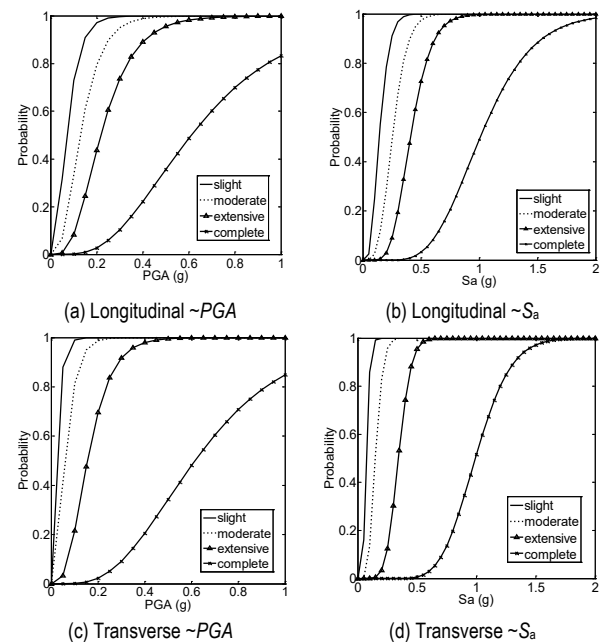 1
0.8
0.6
0.4
0.2
0
Probability
0 0.2 0.4 0.6 0.8 1
PGA (g)
slight
moderate
extensive
complete
(a) Longitudinal ~PGA
1
0.8
0.6
0.4
0.2
0
Probability
0 0.5 1 1.5 2
Sa (g)
slight
moderate
extensive
complete
(b) Longitudinal ~Sa
1
0.8
0.6
0.4
0.2
0
Probability
0 0.2 0.4 0.6 0.8 1
PGA (g)
slight
moderate
extensive
complete
(c) Transverse ~PGA
1
0.8
0.6
0.4
0.2
0
Probability
0 0.5 1 1.5 2
Sa (g)
slight
moderate
extensive
complete
(d) Transverse ~Sa